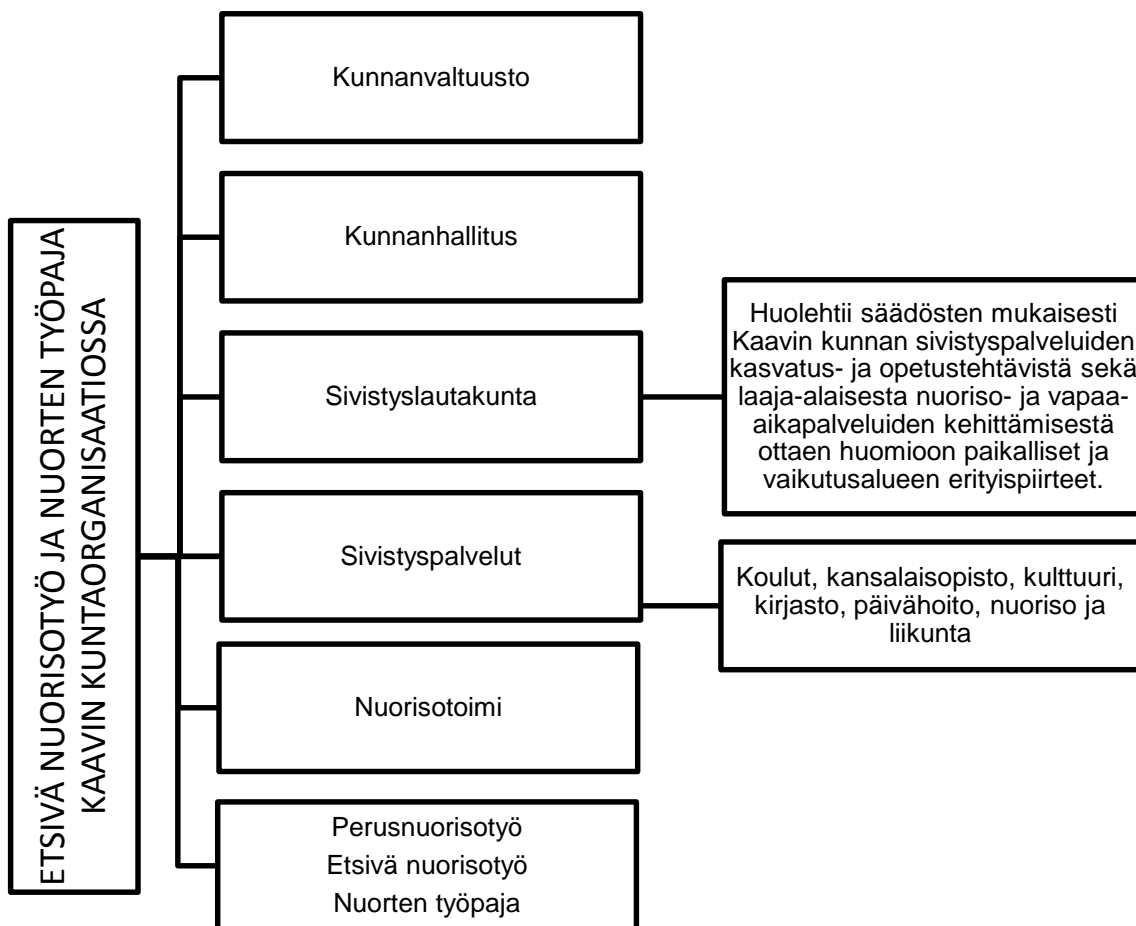 ETSIVÄ NUORISOTYÖ JA NUORTEN TYÖPAJA
KAAVIN KUNTAORGANISAATIOSSA
Kunnanvaltuusto
Kunnanhallitus
Sivistyslautakunta
Huolehtii säädösten mukaisesti
Kaavin kunnan sivistyspalveluiden
kasvatus- ja opetustehtävistä sekä
laaja-alaisesta nuoriso- ja vapaa-
aikapalveluiden kehittämisestä
ottaen huomioon paikalliset ja
vaikutusalueen erityispiirteet.
Sivistyspalvelut
Koulut, kansalaisopisto, kulttuuri,
kirjasto, päivähoito, nuoriso ja
liikunta
Nuorisotoimi
Perusnuorisotyö
Etsivä nuorisotyö
Nuorten työpaja